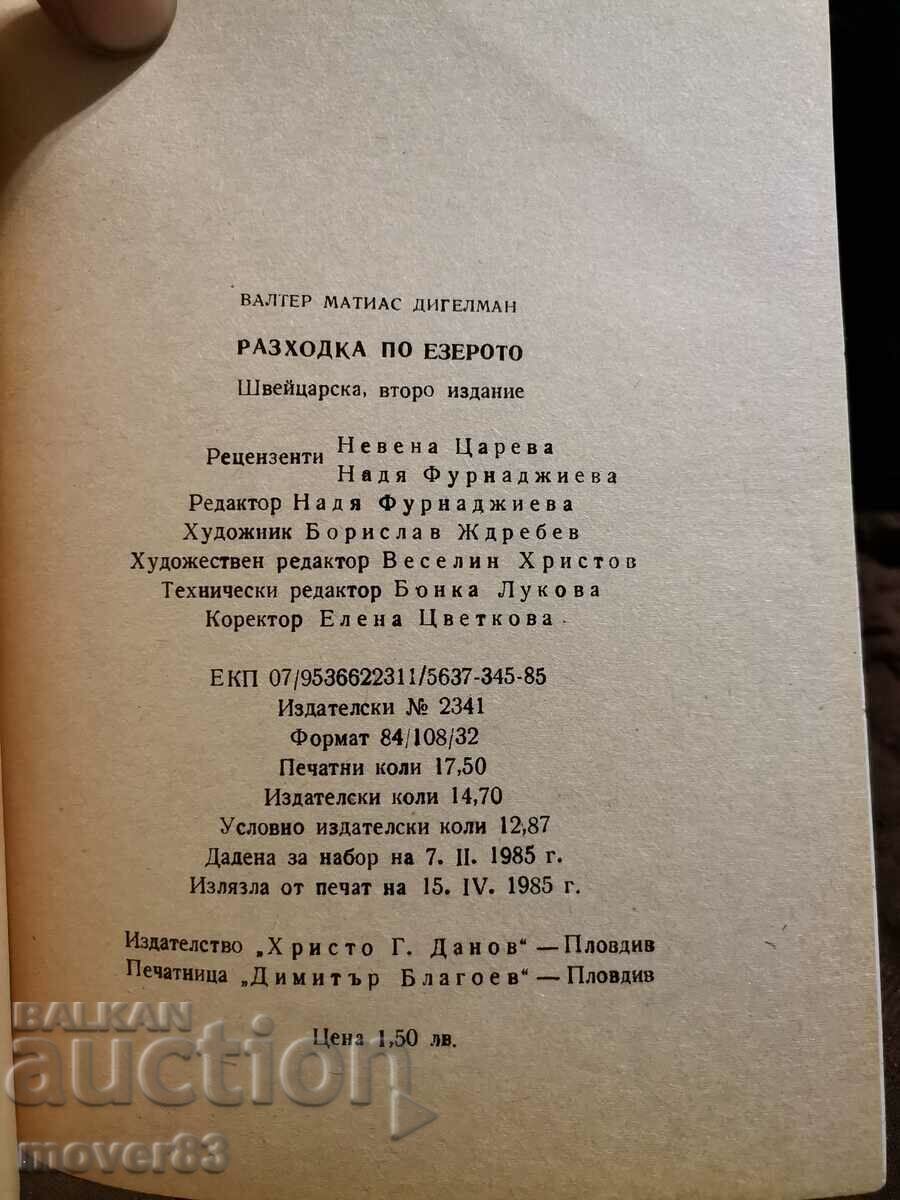 ВАЛТЕР МАТИАС ДИГЕЛМАН
РАЗХОДКА ПО ЕЗЕРОТО
Швейцарска, второ издание
Рецензенти Невена Царева
Надя Фурнаджиева
Редактор Надя Фурнаджиева
Художник Борислав Ждребев
Художествен редактор Веселин Христов
Технически редактор Бонка Лукова
Коректор Елена Цветкова
ЕКП 07/9536622311/5637-345-85
Издателски № 2341
Формат 84/108/32
Печатни коли 17,50
Издателски коли 14,70
Условно издателски коли 12,87
Дадена за набор на 7. II. 1985 г.
Излязла от печат на 15. IV. 1985 г.
Издателство „Христо Г. Данов“ — Пловдив
Печатница „Димитър Благоев“ — Пловдив
Цена 1,50 лв.
BALKAN
auction
mover83